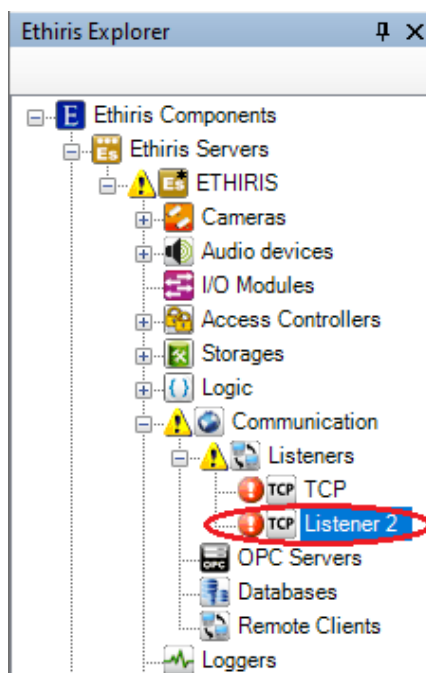 Ethiris Explorer
E Ethiris Components
Es Ethiris Servers
Es* ETHIRIS
Cameras
Audio devices
I/O Modules
Access Controllers
Storages
{} Logic
Communication
Listeners
TCP TCP
TCP Listener 2
OPC OPC Servers
Databases
Remote Clients
Loggers